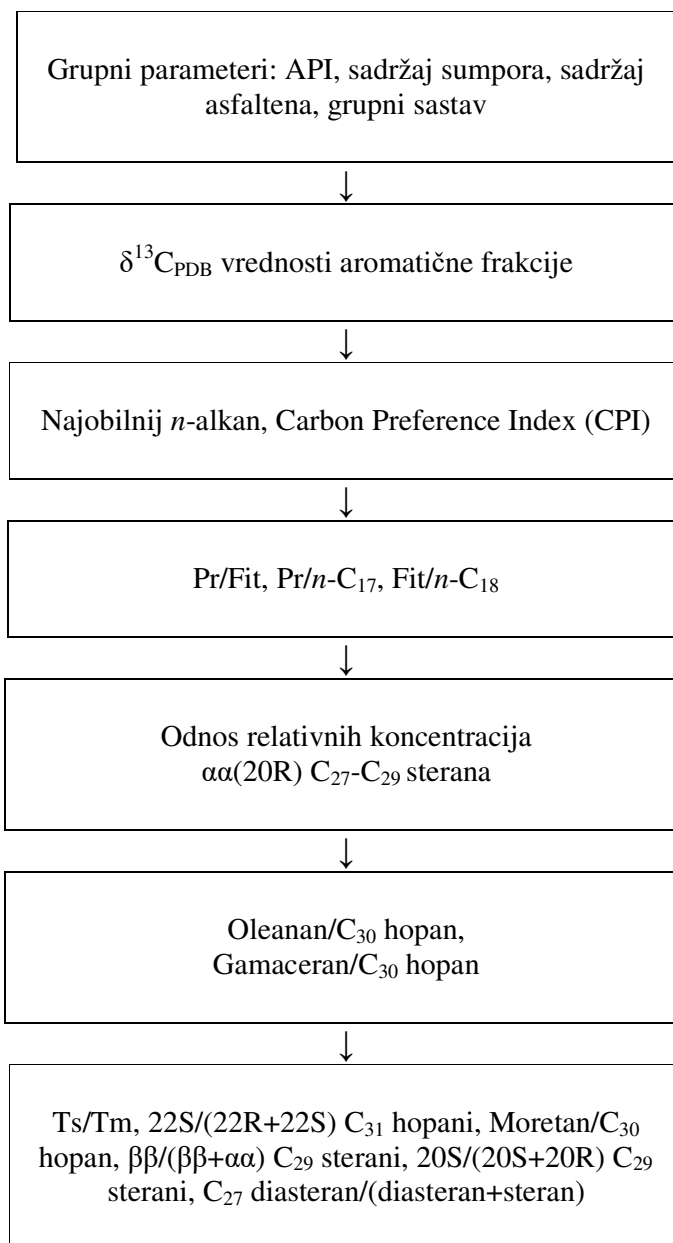 Grupni parameteri: API, sadržaj sumpora, sadržaj
asfaltena, grupni sastav
↓
δ¹³C_PDB vrednosti aromatične frakcije
↓
Najobilnij n-alkan, Carbon Preference Index (CPI)
↓
Pr/Fit, Pr/n-C₁₇, Fit/n-C₁₈
↓
Odnos relativnih koncentracija
αα(20R) C₂₇-C₂₉ sterana
↓
Oleanan/C₃₀ hopan,
Gamaceran/C₃₀ hopan
↓
Ts/Tm, 22S/(22R+22S) C₃₁ hopani, Moretan/C₃₀
hopan, ββ/(ββ+αα) C₂₉ sterani, 20S/(20S+20R) C₂₉
sterani, C₂₇ diasteran/(diasteran+steran)